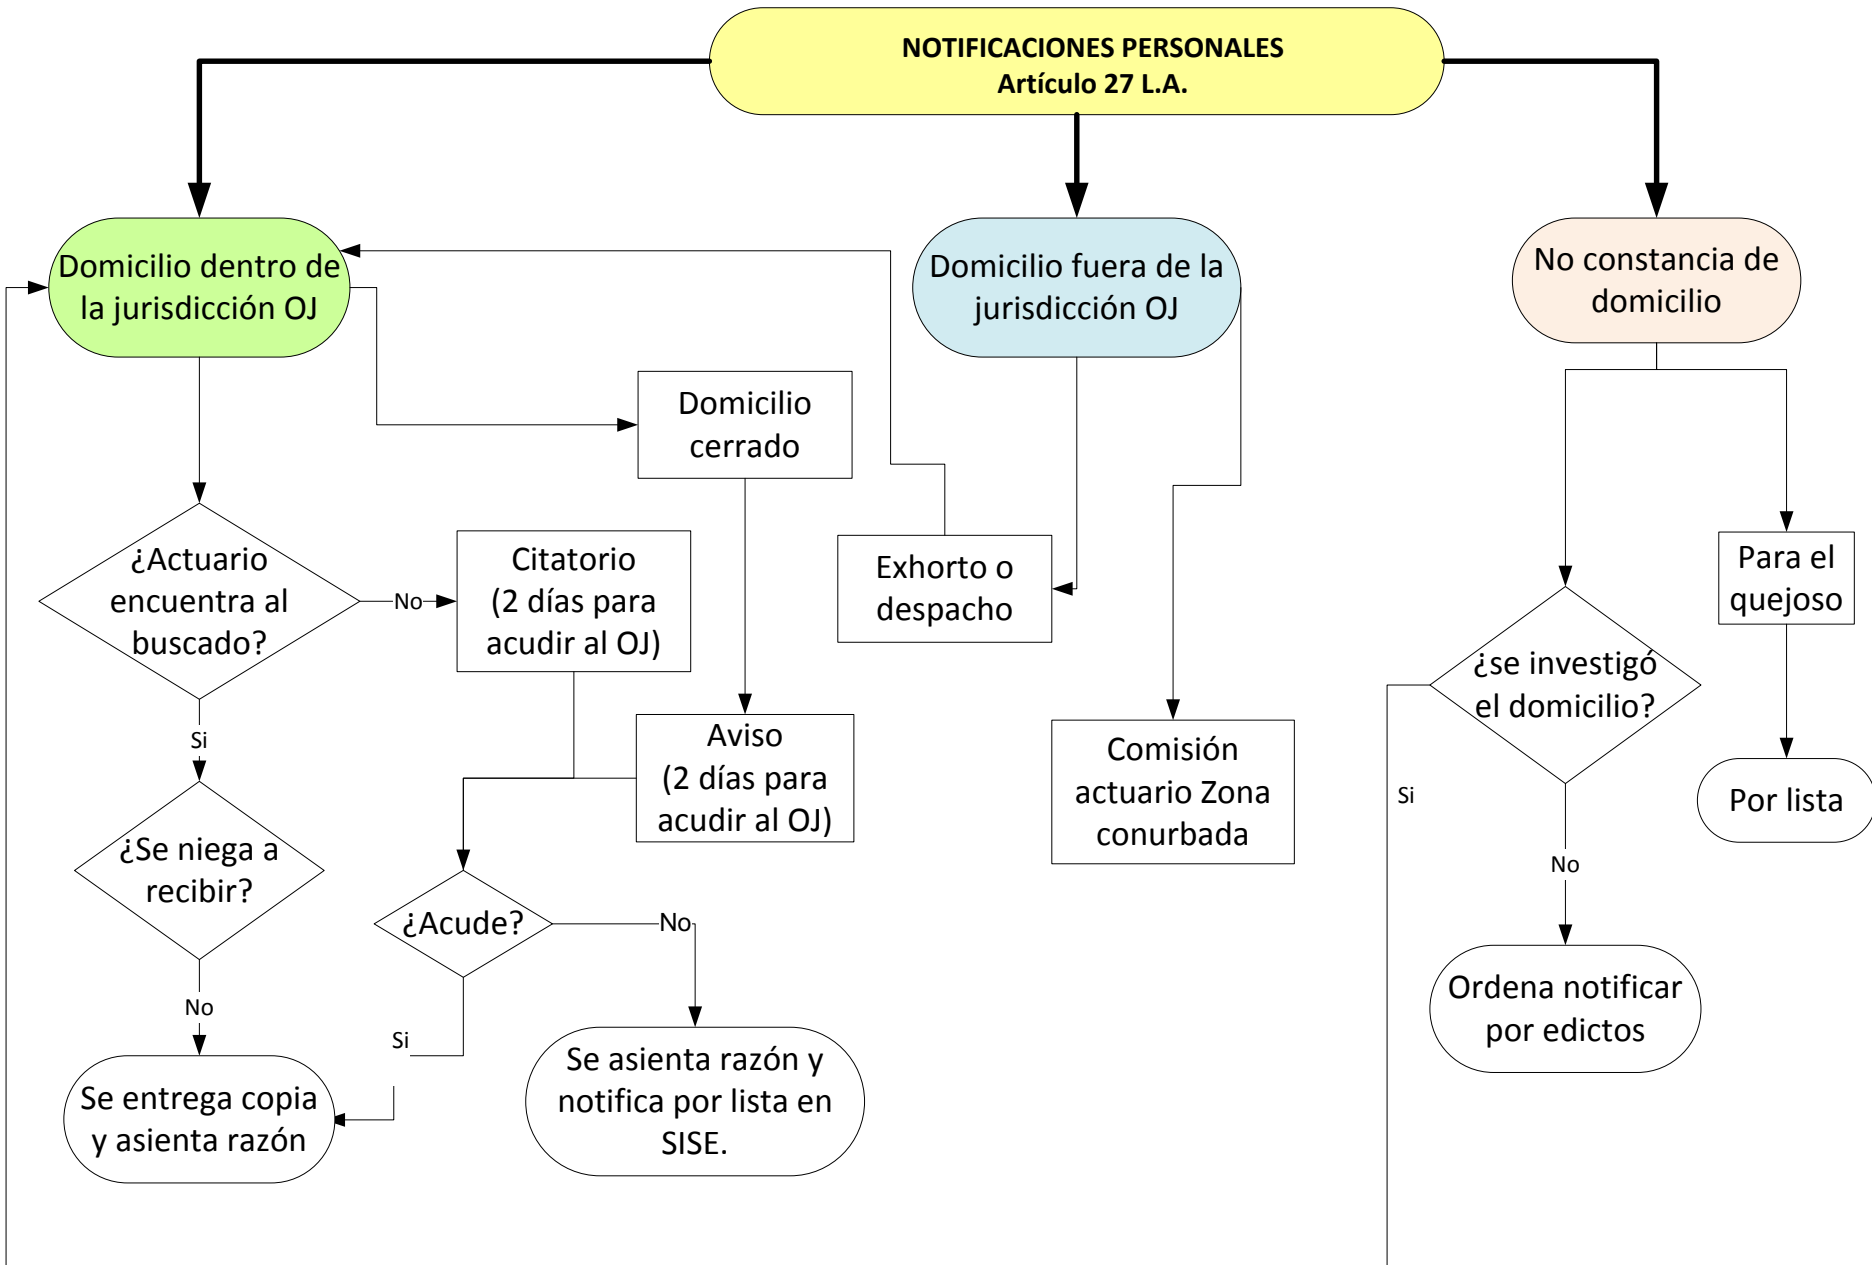 NOTIFICACIONES PERSONALES
Artículo 27 L.A.
Domicilio dentro de
la jurisdicción OJ
Domicilio fuera de la
jurisdicción OJ
No constancia de
domicilio
Domicilio
cerrado
¿Actuario
encuentra al
buscado?
No
Citatorio
(2 días para
acudir al OJ)
Exhorto o
despacho
Para el
quejoso
¿se investigó
el domicilio?
Si
Aviso
(2 días para
acudir al OJ)
Comisión
actuario Zona
conurbada
Si
Por lista
¿Se niega a
recibir?
No
¿Acude?
No
No
Si
Ordena notificar
por edictos
Se entrega copia
y asienta razón
Se asienta razón y
notifica por lista en
SISE.